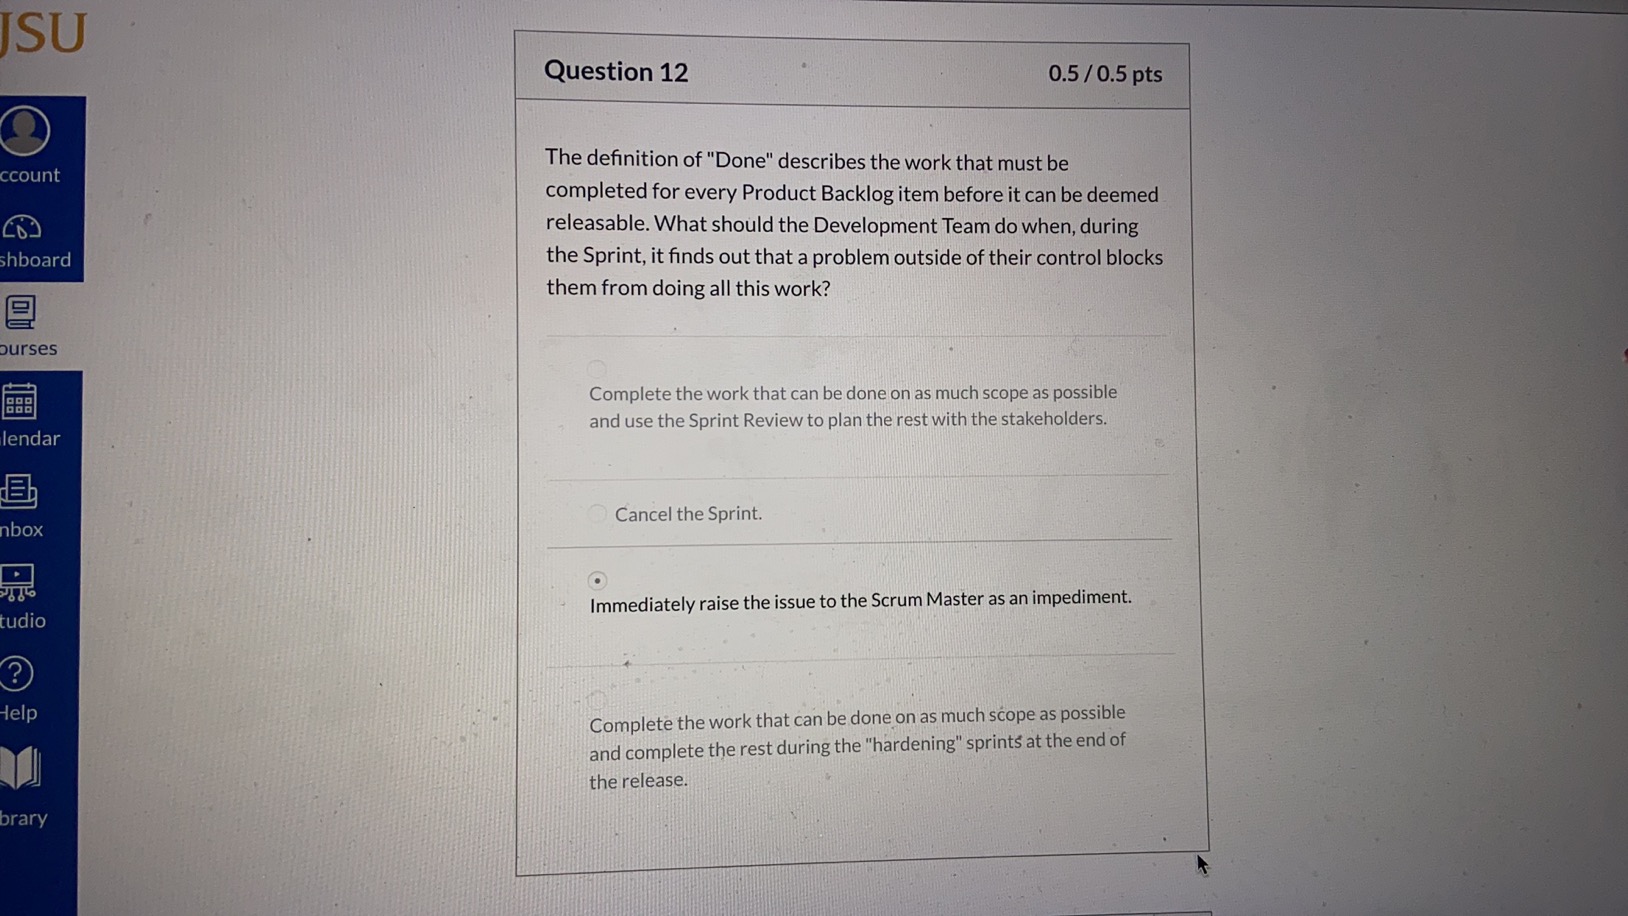 JSU
ccount
shboard
ourses
lendar
nbox
tudio
Help
brary
Question 12
0.5 / 0.5 pts
The definition of "Done" describes the work that must be
completed for every Product Backlog item before it can be deemed
releasable. What should the Development Team do when, during
the Sprint, it finds out that a problem outside of their control blocks
them from doing all this work?
Complete the work that can be done on as much scope as possible
and use the Sprint Review to plan the rest with the stakeholders.
Cancel the Sprint.
Immediately raise the issue to the Scrum Master as an impediment.
Complete the work that can be done on as much scope as possible
and complete the rest during the "hardening" sprints at the end of
the release.